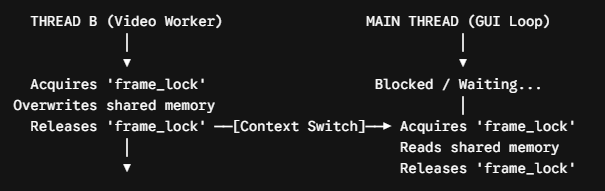 THREAD B (Video Worker) MAIN THREAD (GUI Loop)
Acquires 'frame_lock' Blocked / Waiting...
Overwrites shared memory
Releases 'frame_lock' ──[Context Switch]─► Acquires 'frame_lock'
Reads shared memory
Releases 'frame_lock'